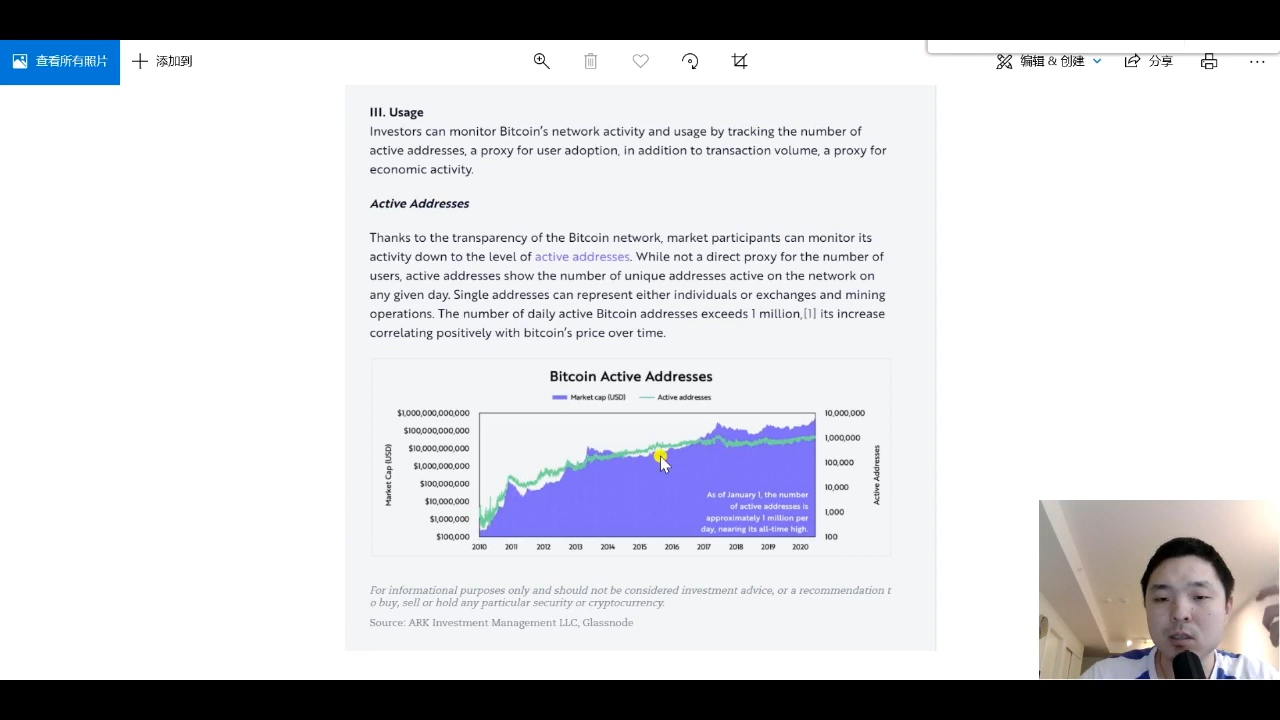 查看所有照片
添加到
编辑 & 创建
分享
III. Usage
Investors can monitor Bitcoin's network activity and usage by tracking the number of
active addresses, a proxy for user adoption, in addition to transaction volume, a proxy for
economic activity.
Active Addresses
Thanks to the transparency of the Bitcoin network, market participants can monitor its
activity down to the level of active addresses. While not a direct proxy for the number of
users, active addresses show the number of unique addresses active on the network on
any given day. Single addresses can represent either individuals or exchanges and mining
operations. The number of daily active Bitcoin addresses exceeds 1 million,[1] its increase
correlating positively with bitcoin's price over time.
Bitcoin Active Addresses
Market cap (USD)
Active addresses
Market Cap (USD)
$1,000,000,000,000
$100,000,000,000
$10,000,000,000
$1,000,000,000
$100,000,000
$10,000,000
$1,000,000
$100,000
10,000,000
1,000,000
100,000
10,000
1,000
100
Active Addresses
As of January 1, the number
of active addresses is
approximately 1 million per
day, nearing its all-time high.
2010 2011 2012 2013 2014 2015 2016 2017 2018 2019 2020
For informational purposes only and should not be considered investment advice, or a recommendation t
o buy, sell or hold any particular security or cryptocurrency.
Source: ARK Investment Management LLC, Glassnode